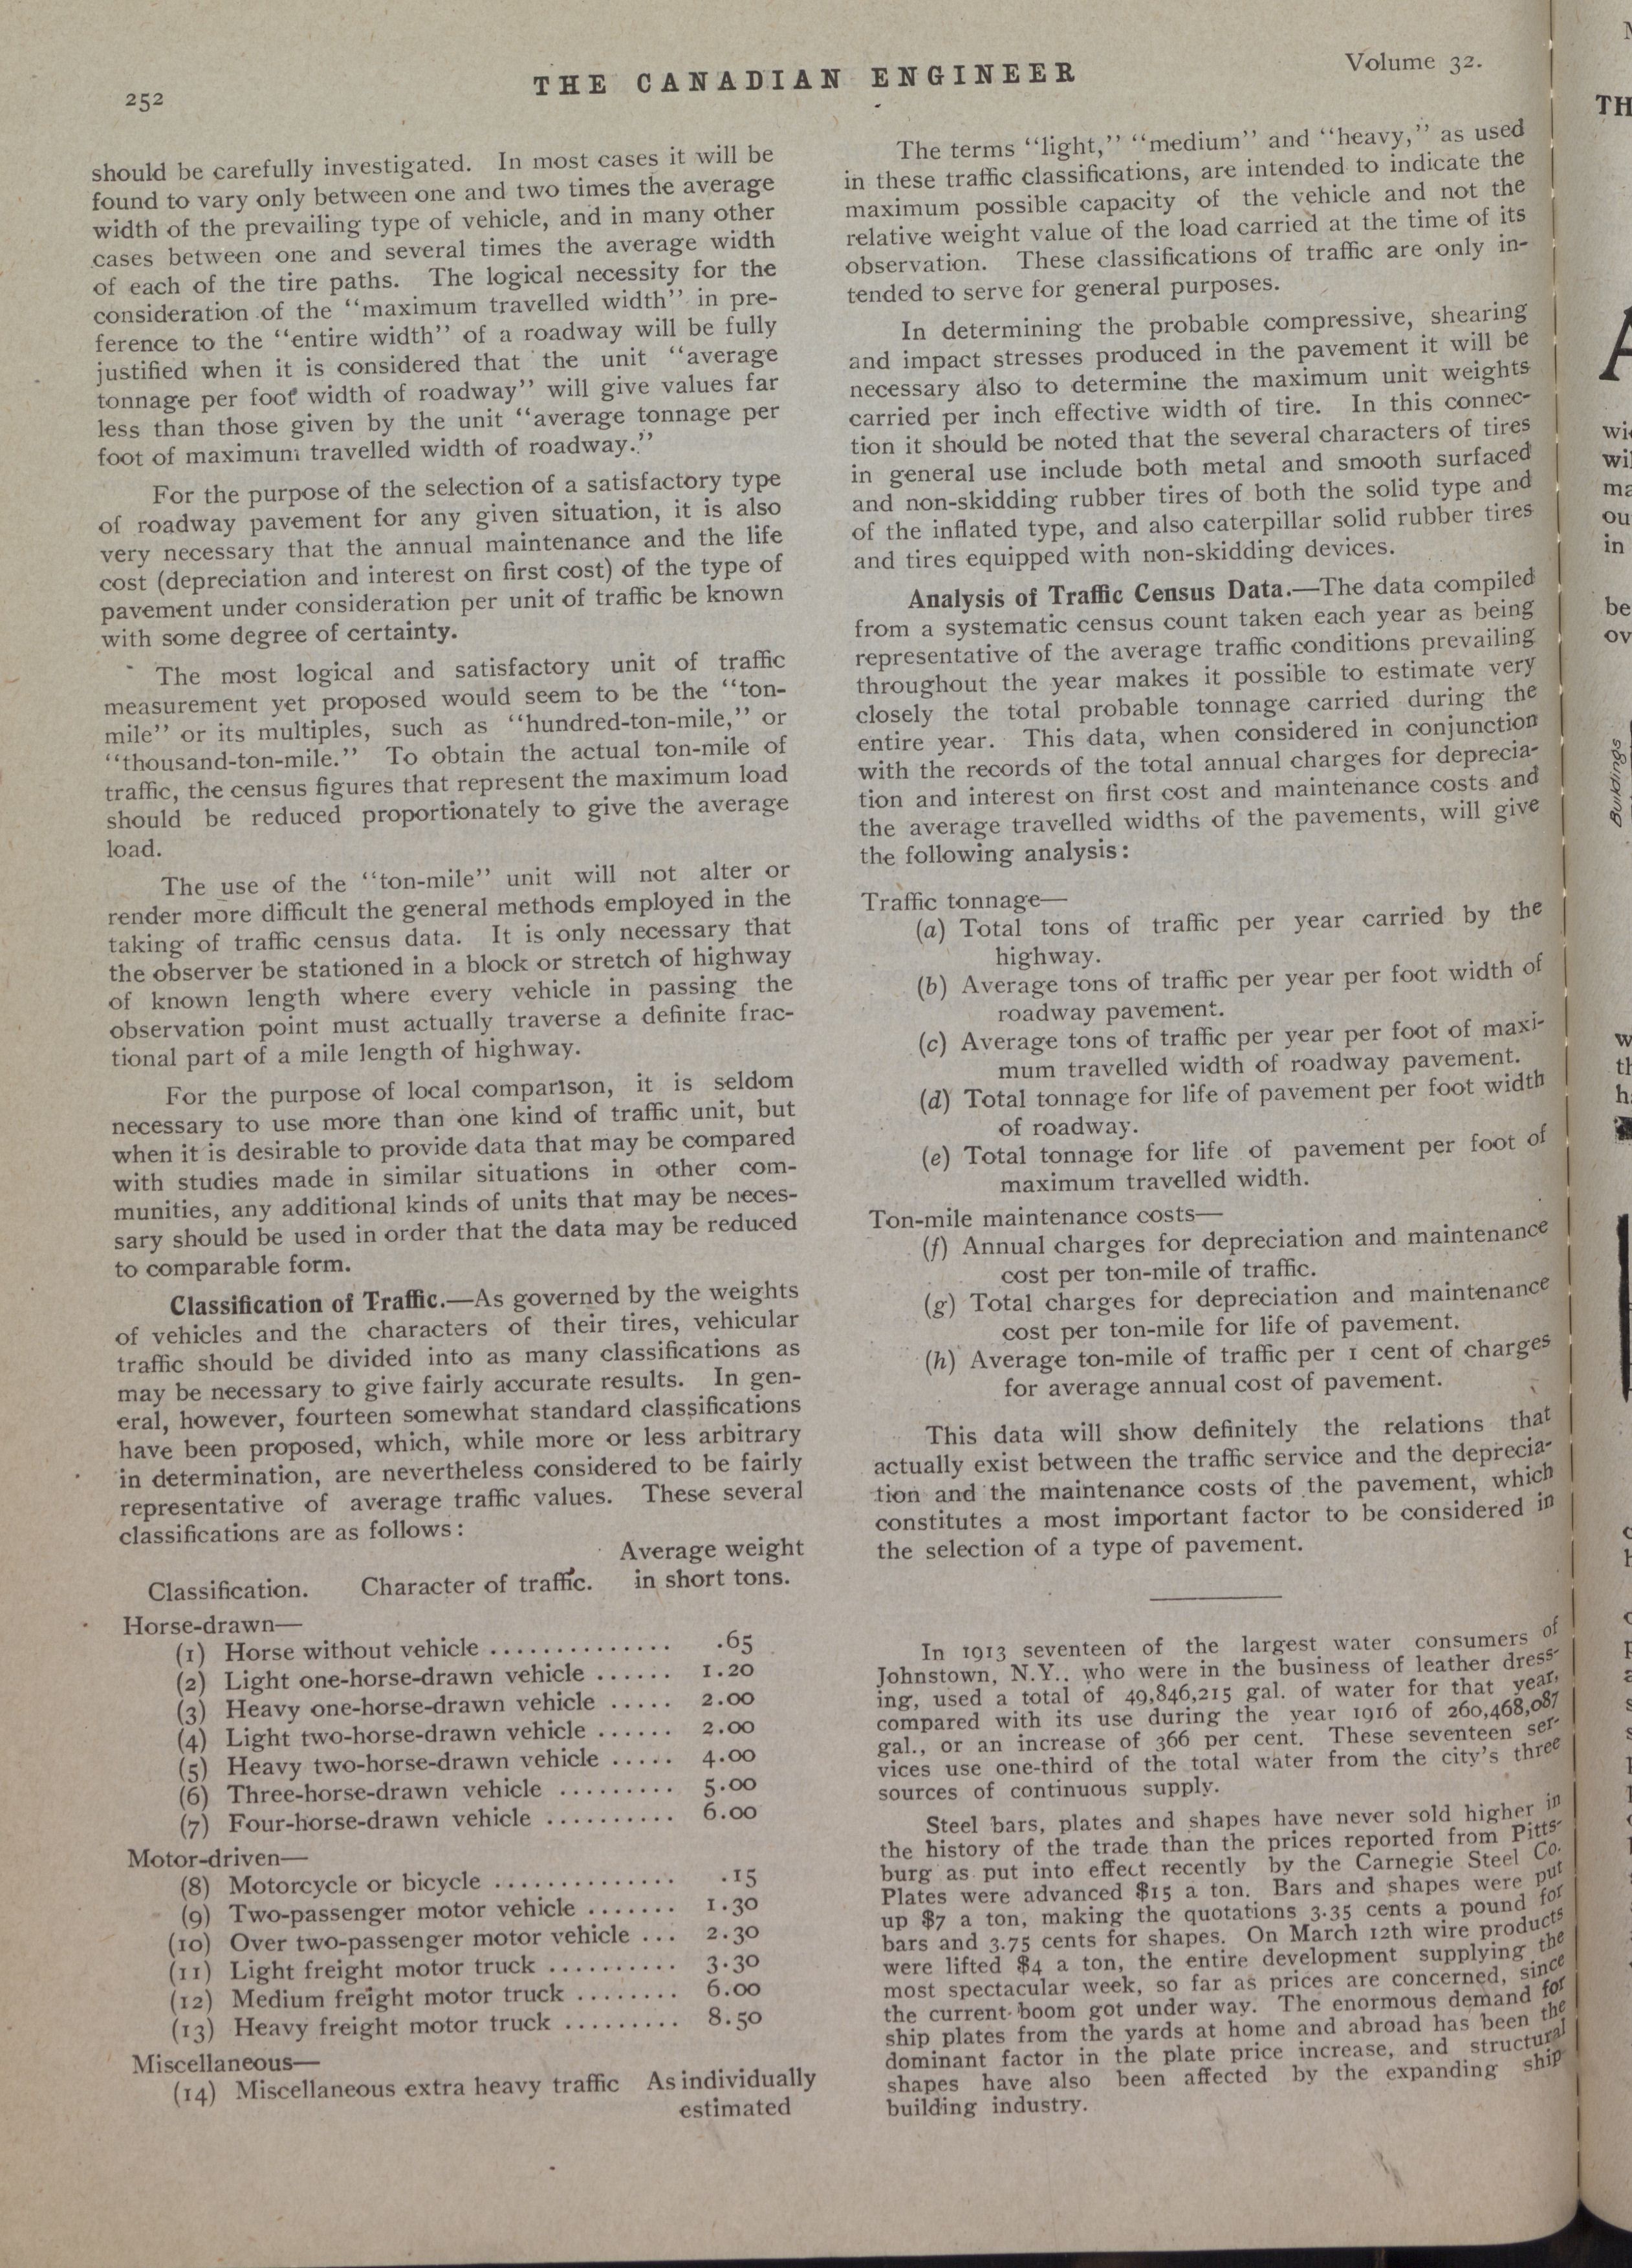 252
THE CANADIAN ENGINEER
Volume 32.
should be carefully investigated. In most cases it will be
found to vary only between one and two times the average
width of the prevailing type of vehicle, and in many other
cases between one and several times the average width
of each of the tire paths. The logical necessity for the
consideration of the "maximum travelled width" in pre-
ference to the "entire width" of a roadway will be fully
justified when it is considered that the unit "average
tonnage per foot width of roadway" will give values far
less than those given by the unit "average tonnage per
foot of maximum travelled width of roadway."
For the purpose of the selection of a satisfactory type
of roadway pavement for any given situation, it is also
very necessary that the annual maintenance and the life
cost (depreciation and interest on first cost) of the type of
pavement under consideration per unit of traffic be known
with some degree of certainty.
The most logical and satisfactory unit of traffic
measurement yet proposed would seem to be the "ton-
mile" or its multiples, such as "hundred-ton-mile," or
"thousand-ton-mile." To obtain the actual ton-mile of
traffic, the census figures that represent the maximum load
should be reduced proportionately to give the average
load.
The use of the "ton-mile" unit will not alter or
render more difficult the general methods employed in the
taking of traffic census data. It is only necessary that
the observer be stationed in a block or stretch of highway
of known length where every vehicle in passing the
observation point must actually traverse a definite frac-
tional part of a mile length of highway.
For the purpose of local comparison, it is seldom
necessary to use more than one kind of traffic unit, but
when it is desirable to provide data that may be compared
with studies made in similar situations in other com-
munities, any additional kinds of units that may be neces-
sary should be used in order that the data may be reduced
to comparable form.
Classification of Traffic.—As governed by the weights
of vehicles and the characters of their tires, vehicular
traffic should be divided into as many classifications as
may be necessary to give fairly accurate results. In gen-
eral, however, fourteen somewhat standard classifications
have been proposed, which, while more or less arbitrary
in determination, are nevertheless considered to be fairly
representative of average traffic values. These several
classifications are as follows:
Average weight
Classification. Character of traffic. in short tons.
Horse-drawn—
(1) Horse without vehicle .............. .65
(2) Light one-horse-drawn vehicle ...... 1.20
(3) Heavy one-horse-drawn vehicle ..... 2.00
(4) Light two-horse-drawn vehicle ...... 2.00
(5) Heavy two-horse-drawn vehicle ..... 4.00
(6) Three-horse-drawn vehicle ......... 5.00
(7) Four-horse-drawn vehicle .......... 6.00
Motor-driven—
(8) Motorcycle or bicycle .............. .15
(9) Two-passenger motor vehicle ....... 1.30
(10) Over two-passenger motor vehicle ... 2.30
(11) Light freight motor truck .......... 3.30
(12) Medium freight motor truck ........ 6.00
(13) Heavy freight motor truck ......... 8.50
Miscellaneous—
(14) Miscellaneous extra heavy traffic As individually
estimated
The terms "light," "medium" and "heavy," as used
in these traffic classifications, are intended to indicate the
maximum possible capacity of the vehicle and not the
relative weight value of the load carried at the time of its
observation. These classifications of traffic are only in-
tended to serve for general purposes.
In determining the probable compressive, shearing
and impact stresses produced in the pavement it will be
necessary also to determine the maximum unit weights
carried per inch effective width of tire. In this connec-
tion it should be noted that the several characters of tires
in general use include both metal and smooth surfaced
and non-skidding rubber tires of both the solid type and
of the inflated type, and also caterpillar solid rubber tires
and tires equipped with non-skidding devices.
Analysis of Traffic Census Data.—The data compiled
from a systematic census count taken each year as being
representative of the average traffic conditions prevailing
throughout the year makes it possible to estimate very
closely the total probable tonnage carried during the
entire year. This data, when considered in conjunction
with the records of the total annual charges for deprecia-
tion and interest on first cost and maintenance costs and
the average travelled widths of the pavements, will give
the following analysis:
Traffic tonnage—
(a) Total tons of traffic per year carried by the
highway.
(b) Average tons of traffic per year per foot width of
roadway pavement.
(c) Average tons of traffic per year per foot of maxi-
mum travelled width of roadway pavement.
(d) Total tonnage for life of pavement per foot width
of roadway.
(e) Total tonnage for life of pavement per foot of
maximum travelled width.
Ton-mile maintenance costs—
(f) Annual charges for depreciation and maintenance
cost per ton-mile of traffic.
(g) Total charges for depreciation and maintenance
cost per ton-mile for life of pavement.
(h) Average ton-mile of traffic per 1 cent of charges
for average annual cost of pavement.
This data will show definitely the relations that
actually exist between the traffic service and the deprecia-
tion and the maintenance costs of the pavement, which
constitutes a most important factor to be considered in
the selection of a type of pavement.
In 1913 seventeen of the largest water consumers of
Johnstown, N.Y.. who were in the business of leather dress-
ing, used a total of 49,846,215 gal. of water for that year,
compared with its use during the year 1916 of 260,468,087
gal., or an increase of 366 per cent. These seventeen ser-
vices use one-third of the total water from the city's three
sources of continuous supply.
Steel bars, plates and shapes have never sold higher in
the history of the trade than the prices reported from Pitts-
burg as put into effect recently by the Carnegie Steel Co.
Plates were advanced $15 a ton. Bars and shapes were put
up $7 a ton, making the quotations 3.35 cents a pound for
bars and 3.75 cents for shapes. On March 12th wire products
were lifted $4 a ton, the entire development supplying the
most spectacular week, so far as prices are concerned, since
the current boom got under way. The enormous demand for
ship plates from the yards at home and abroad has been the
dominant factor in the plate price increase, and structural
shapes have also been affected by the expanding ship
building industry.
TH
A
wil
ma
ou
in
be
ov
Buildings